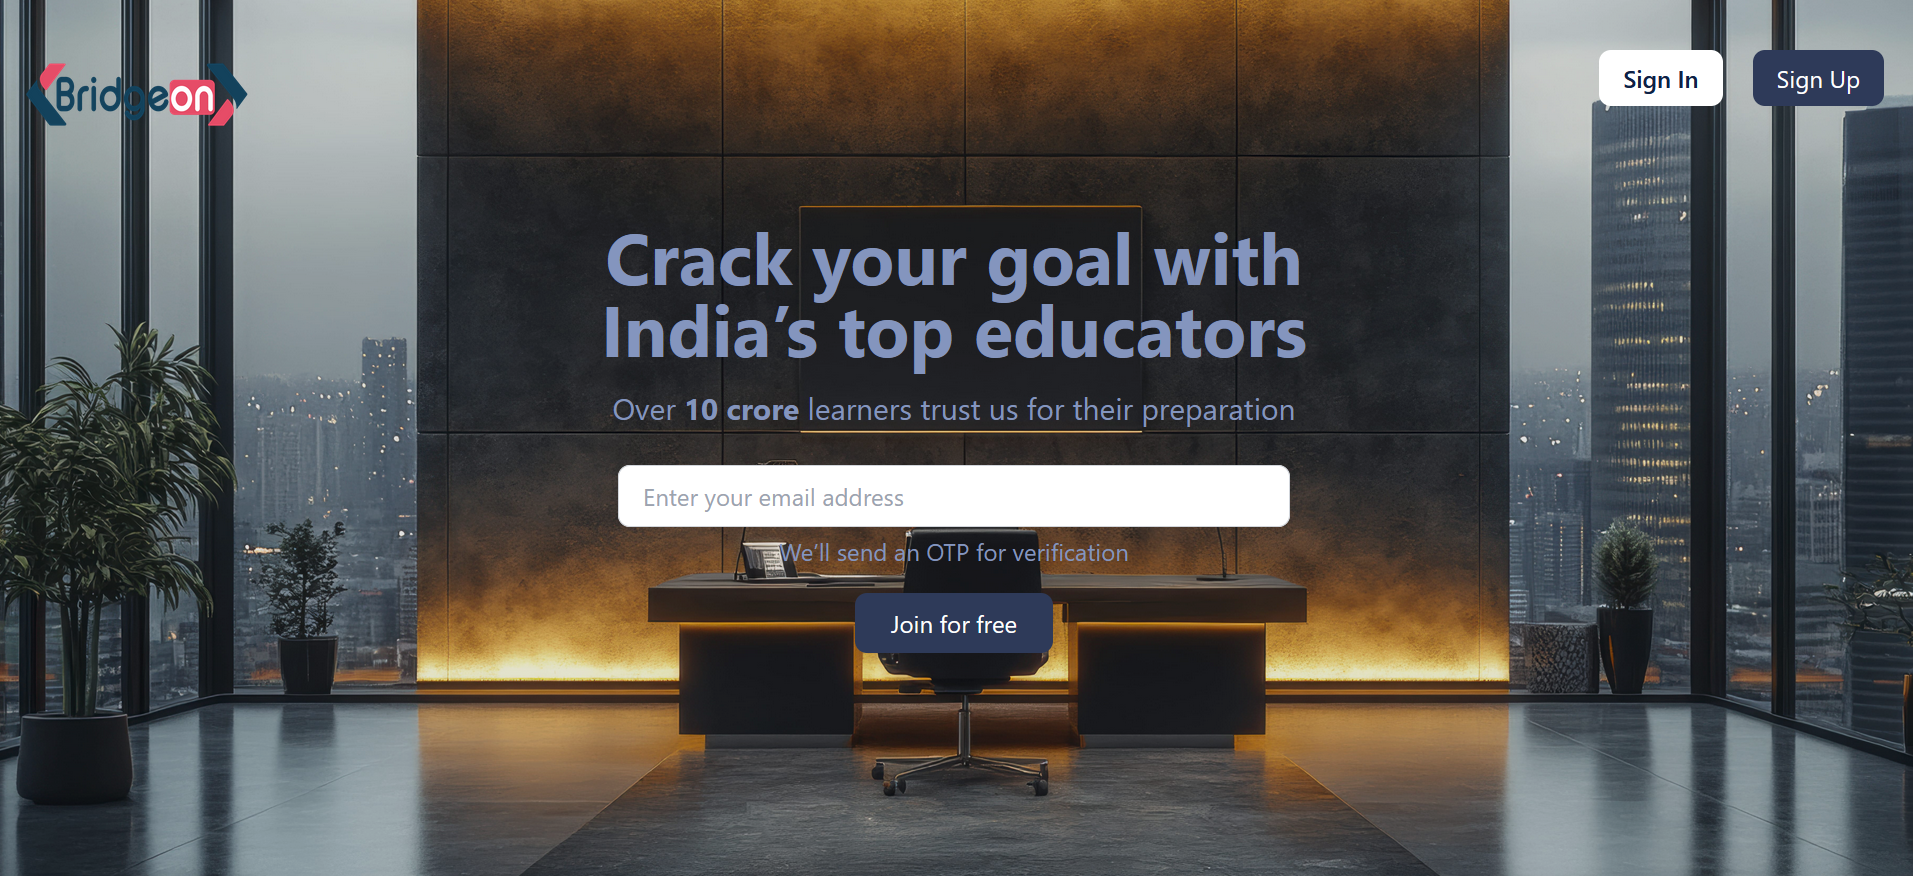 Bridgeon
Sign In
Sign Up
Crack your goal with
India’s top educators
Over 10 crore learners trust us for their preparation
Enter your email address
We’ll send an OTP for verification
Join for free